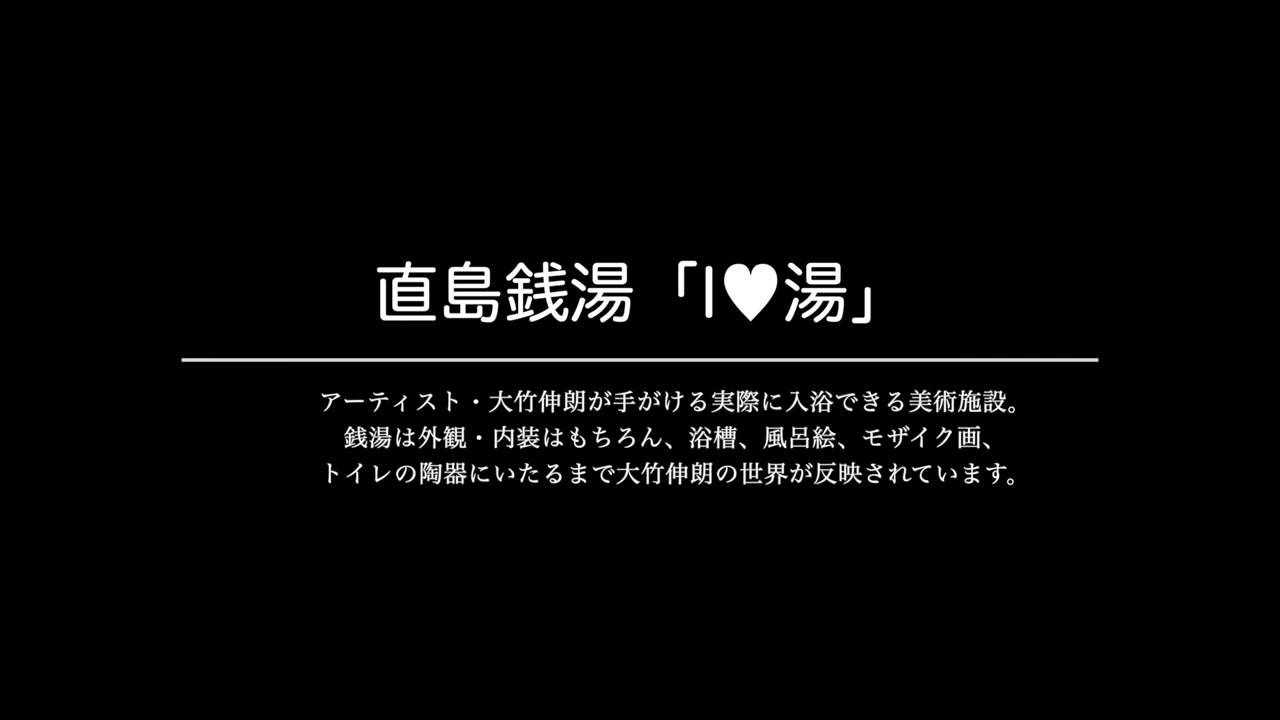 直島銭湯「I♥湯」
アーティスト・大竹伸朗が手がける実際に入浴できる美術施設。
銭湯は外観・内装はもちろん、浴槽、風呂絵、モザイク画、
トイレの陶器にいたるまで大竹伸朗の世界が反映されています。